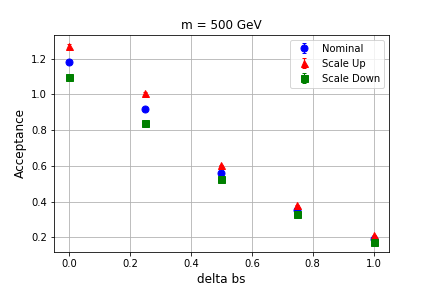 m = 500 GeV
Nominal
Scale Up
Scale Down
Acceptance
1.2
1.0
0.8
0.6
0.4
0.2
0.0 0.2 0.4 0.6 0.8 1.0
delta bs